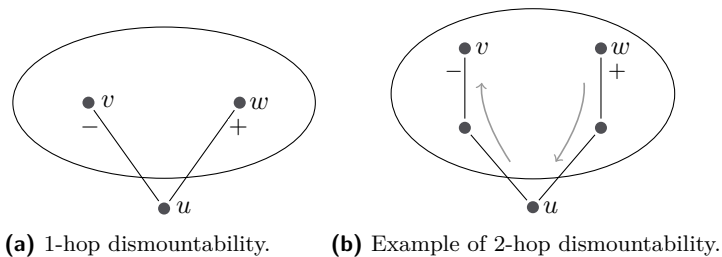 v w
− +
u
(a) 1-hop dismountability.
v w
− +
u
(b) Example of 2-hop dismountability.